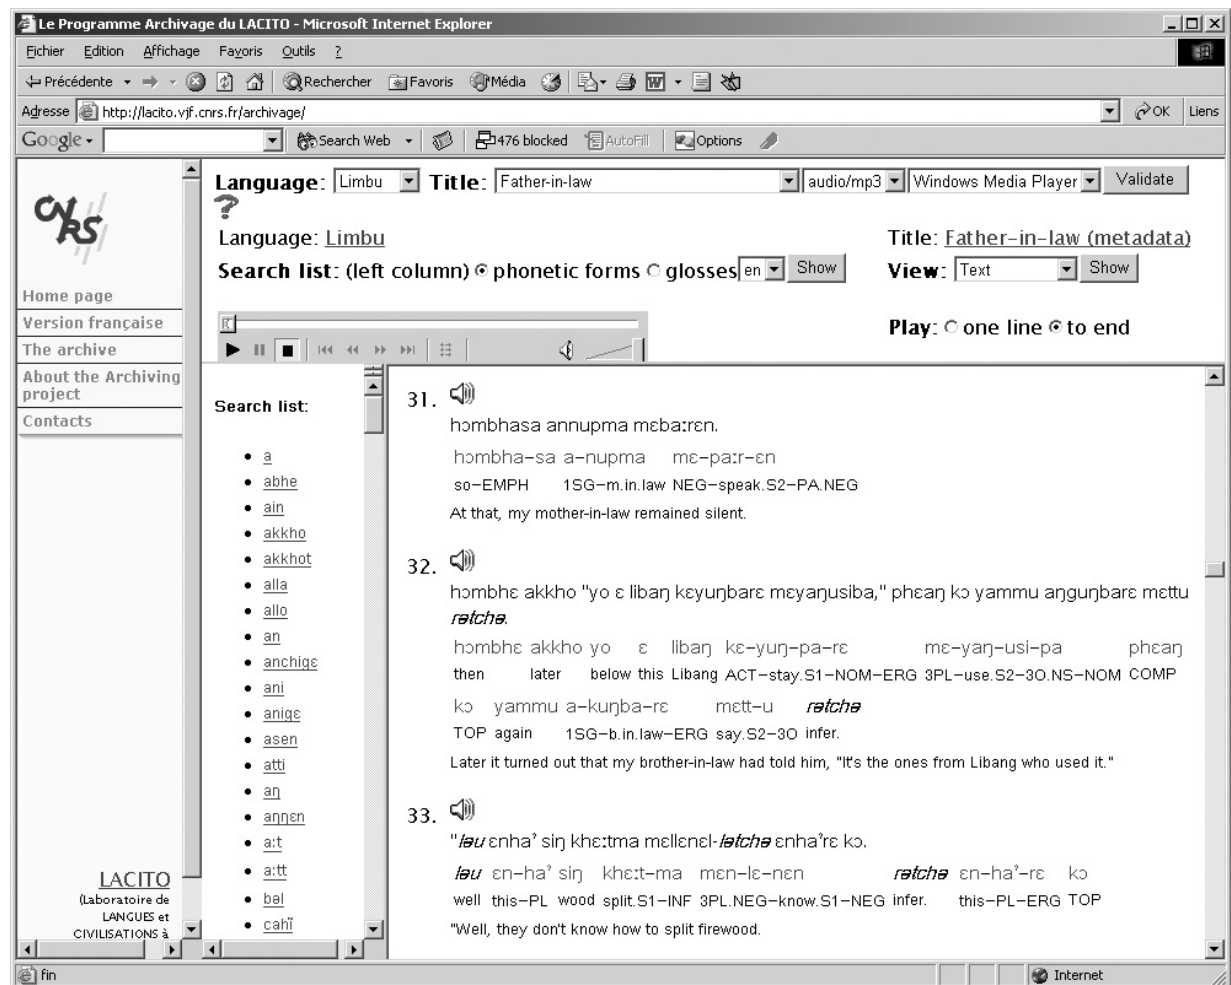 Le Programme Archivage du LACITO - Microsoft Internet Explorer
Fichier Edition Affichage Favoris Outils ?
Précédente Rechercher Favoris Média
Adresse http://lacito.vjf.cnrs.fr/archivage/ OK Liens
Google Search Web 476 blocked AutoFill Options
CNRS
Home page
Version française
The archive
About the Archiving
project
Contacts
LACITO
(Laboratoire de
LANGUES et
CIVILISATIONS à
Language: Limbu Title: Father-in-law audio/mp3 Windows Media Player Validate
?
Language: Limbu Title: Father-in-law (metadata)
Search list: (left column) phonetic forms glosses en Show View: Text Show
Play: one line to end
Search list:
a
abhe
ain
akkho
akkhot
alla
allo
an
anchigɛ
ani
anigɛ
asen
atti
aŋ
aŋŋɛn
a:t
a:tt
bəl
cahĩ
31.
hɔmbhasa annupma mɛba:rɛn.
hɔmbha-sa a-nupma mɛ-pa:r-ɛn
so-EMPH 1SG-m.in.law NEG-speak.S2-PA.NEG
At that, my mother-in-law remained silent.
32.
hɔmbhɛ akkho "yo ɛ libaŋ kɛyuŋbarɛ mɛyaŋusiba," phɛaŋ kɔ yammu aŋguŋbarɛ mɛttu
rətchə.
hɔmbhɛ akkho yo ɛ libaŋ kɛ-yuŋ-pa-rɛ mɛ-yaŋ-usi-pa phɛaŋ
then later below this Libang ACT-stay.S1-NOM-ERG 3PL-use.S2-3O.NS-NOM COMP
kɔ yammu a-kuŋba-rɛ mɛtt-u rətchə
TOP again 1SG-b.in.law-ERG say.S2-3O infer.
Later it turned out that my brother-in-law had told him, "It's the ones from Libang who used it."
33.
"ləu ɛnhaˀ siŋ khɛ:tma mɛllɛnɛl-lətchə ɛnhaˀrɛ kɔ.
ləu ɛn-haˀ siŋ khɛ:t-ma mɛn-lɛ-nɛn rətchə ɛn-haˀ-rɛ kɔ
well this-PL wood split.S1-INF 3PL.NEG-know.S1-NEG infer. this-PL-ERG TOP
"Well, they don't know how to split firewood.
fin Internet